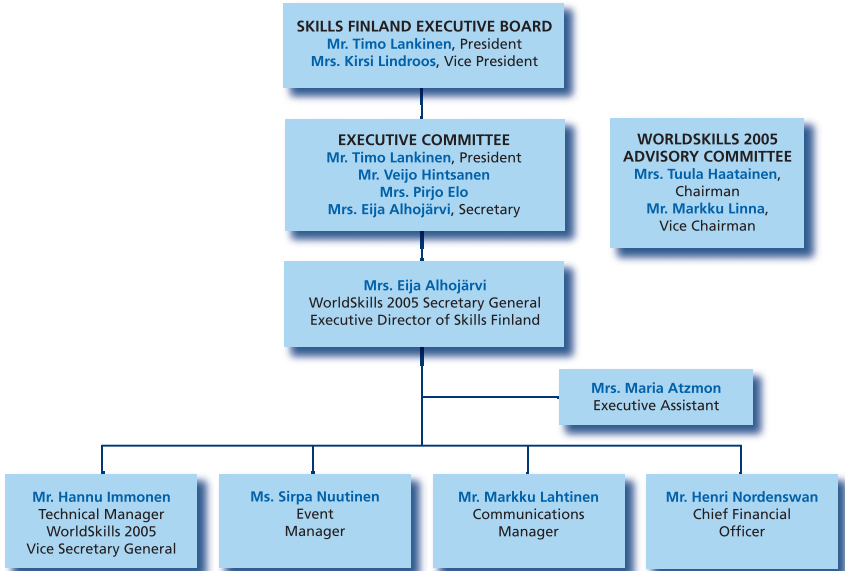 SKILLS FINLAND EXECUTIVE BOARD
Mr. Timo Lankinen, President
Mrs. Kirsi Lindroos, Vice President
EXECUTIVE COMMITTEE
Mr. Timo Lankinen, President
Mr. Veijo Hintsanen
Mrs. Pirjo Elo
Mrs. Eija Alhojärvi, Secretary
WORLDSKILLS 2005
ADVISORY COMMITTEE
Mrs. Tuula Haatainen,
Chairman
Mr. Markku Linna,
Vice Chairman
Mrs. Eija Alhojärvi
WorldSkills 2005 Secretary General
Executive Director of Skills Finland
Mrs. Maria Atzmon
Executive Assistant
Mr. Hannu Immonen
Technical Manager
WorldSkills 2005
Vice Secretary General
Ms. Sirpa Nuutinen
Event
Manager
Mr. Markku Lahtinen
Communications
Manager
Mr. Henri Nordenswan
Chief Financial
Officer